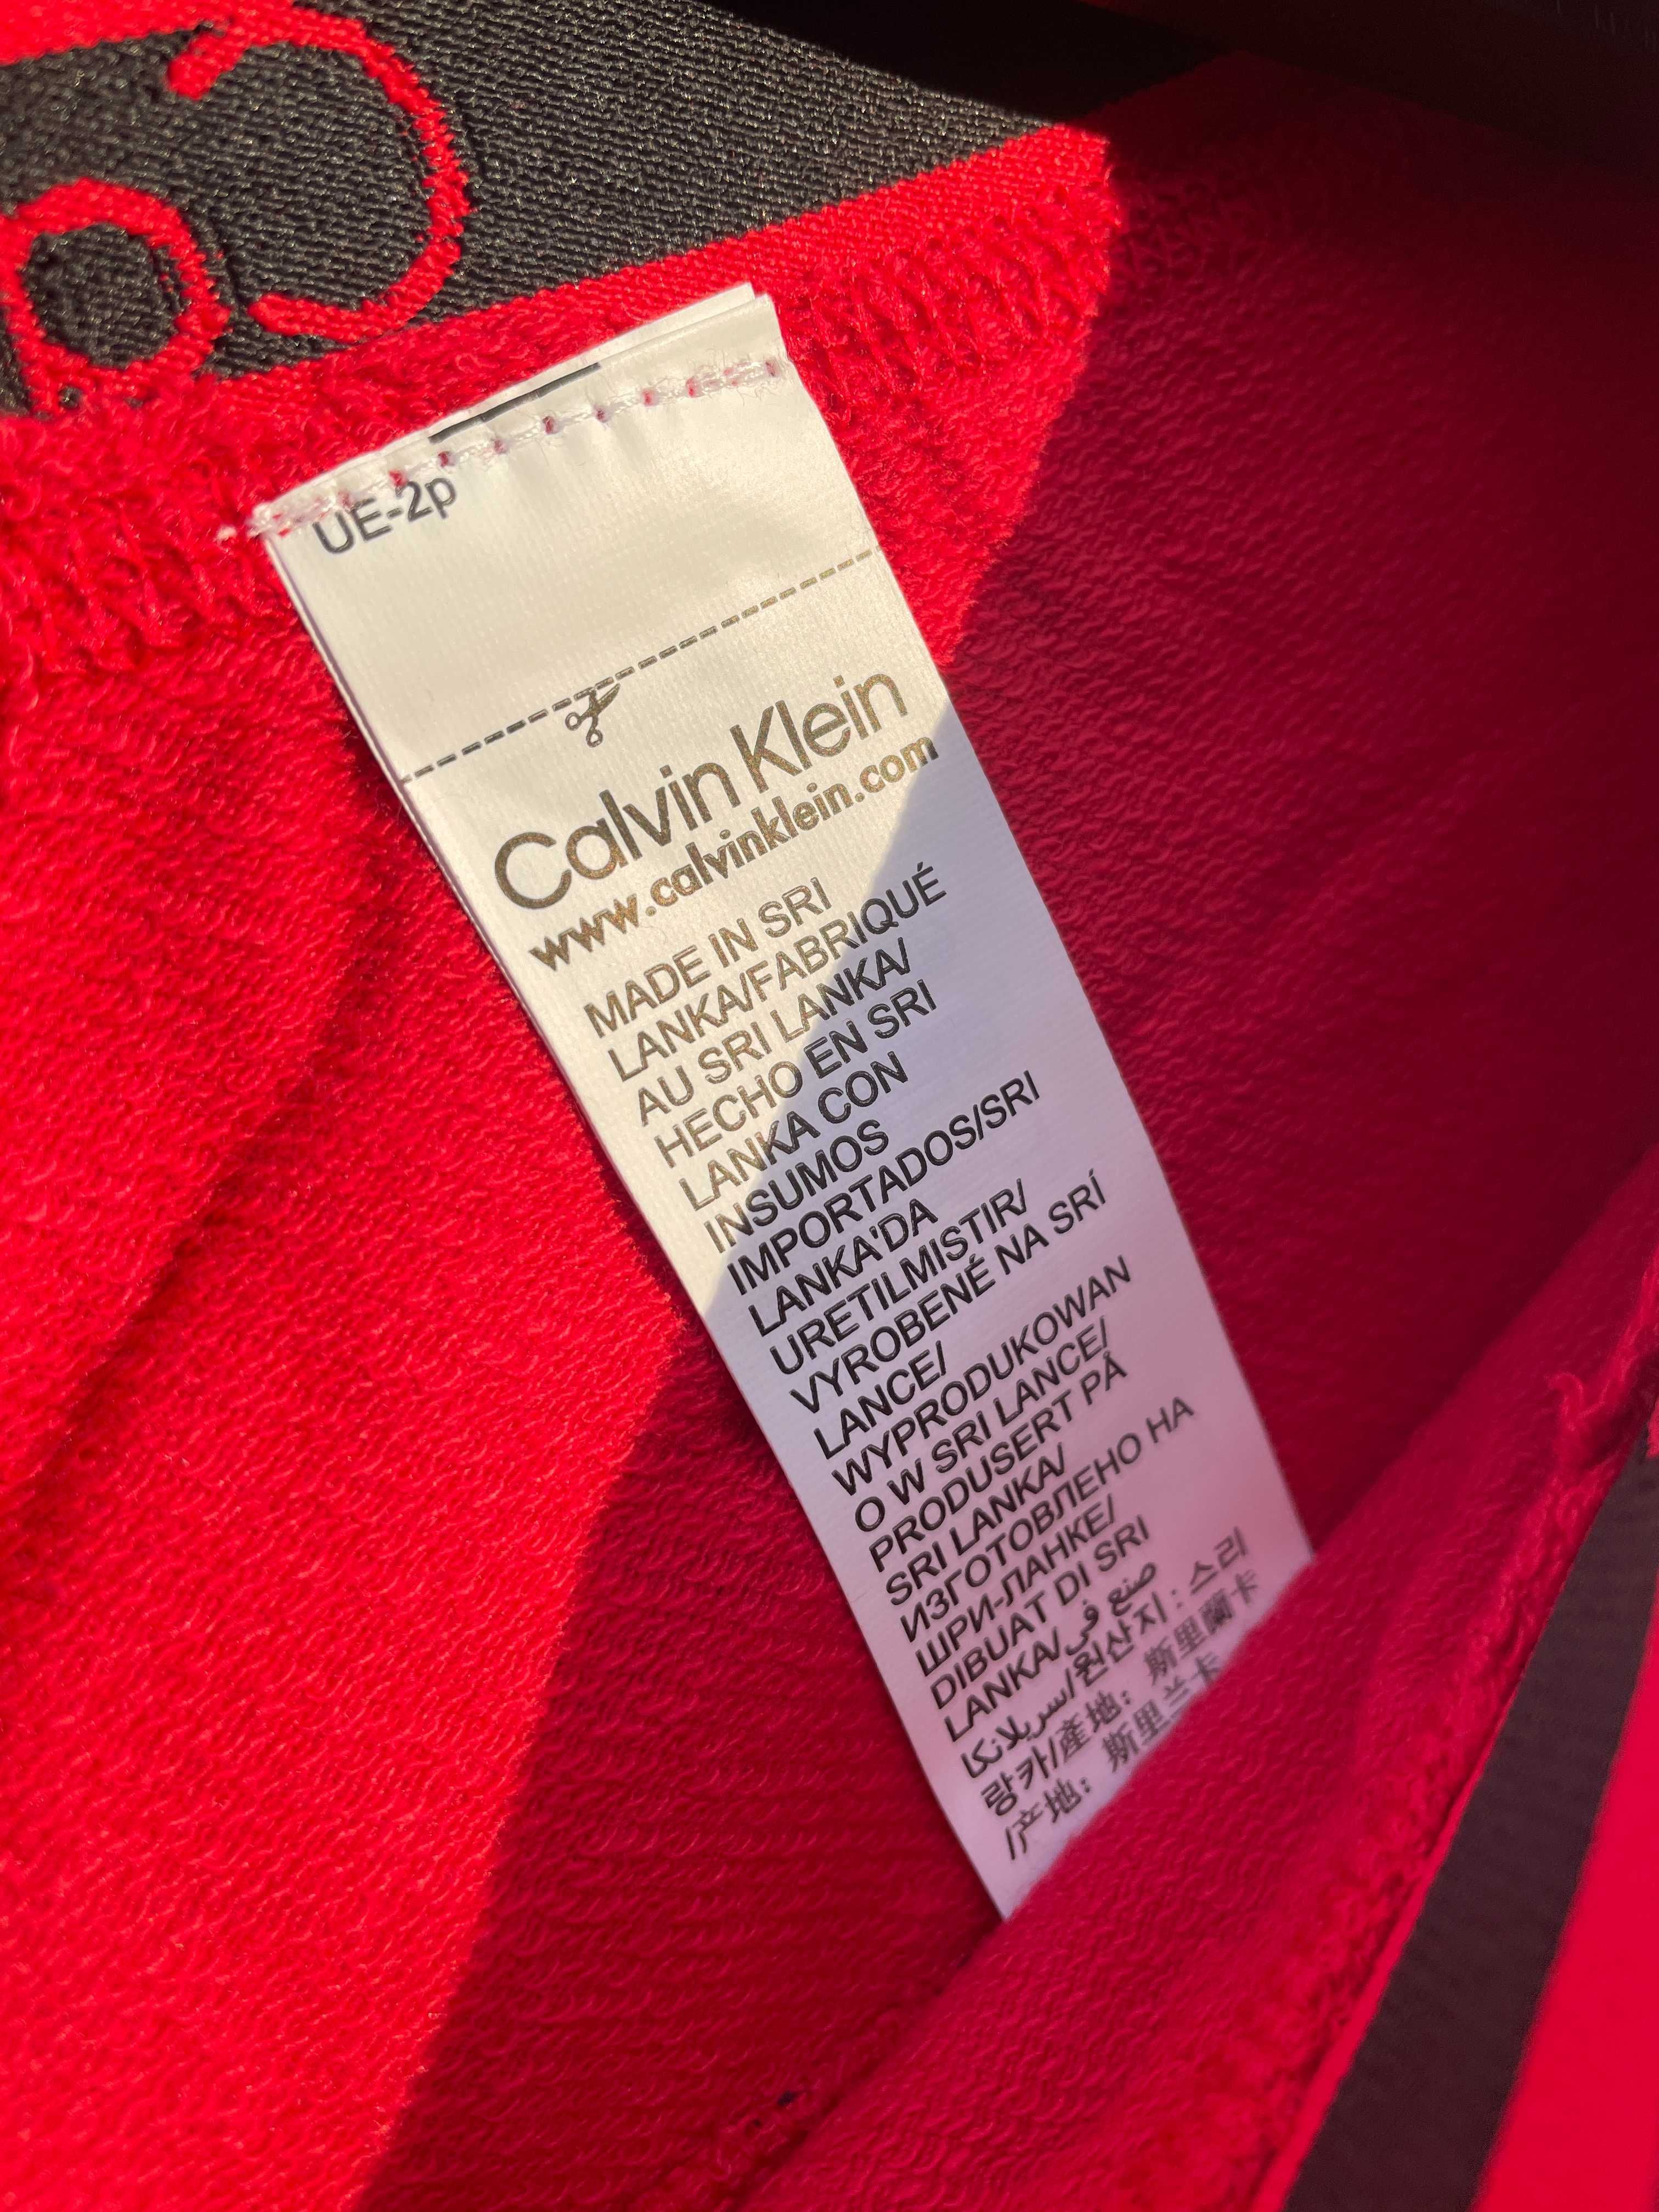 UE-2p
Calvin Klein
www.calvinklein.com
MADE IN SRI
LANKA/FABRIQUÉ
AU SRI LANKA/
HECHO EN SRI
LANKA CON
INSUMOS
IMPORTADOS/SRI
LANKA'DA
URETILMISTIR/
VYROBENÉ NA SRÍ
LANCE/
WYPRODUKOWAN
O W SRI LANCE/
PRODUSERT PÅ
SRI LANKA/
ИЗГОТОВЛЕНО НА
ШРИ-ЛАНКЕ/
DIBUAT DI SRI
LANKA/صنع في
سريلانكا/원산지 : 스리
랑카/產地：斯里蘭卡
/产地：斯里兰卡